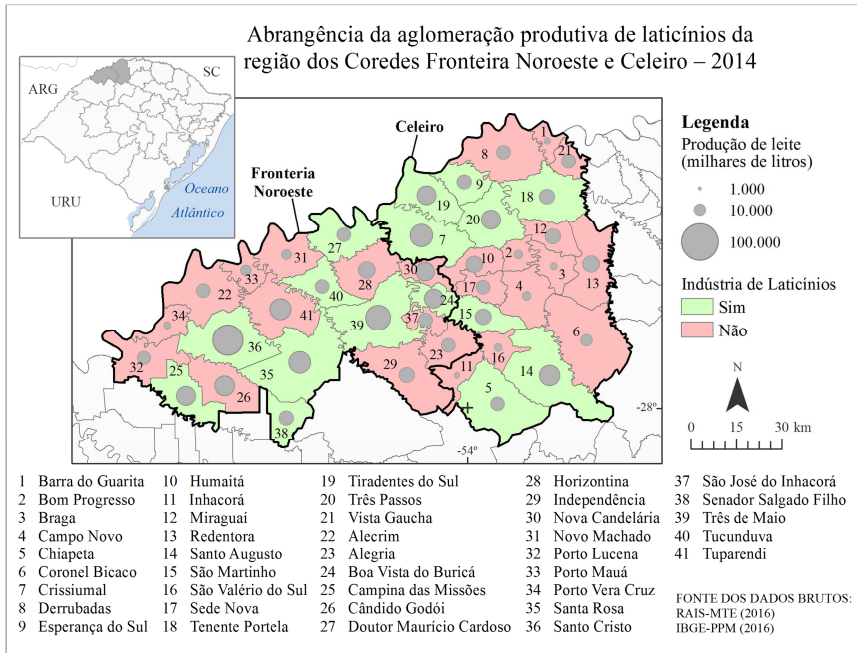 Abrangência da aglomeração produtiva de laticínios da
região dos Coredes Fronteira Noroeste e Celeiro – 2014
ARG
SC
URU
Oceano
Atlântico
Celeiro
Fronteria
Noroeste
1
21
8
9
19
18
20
7
12
27
31
2
10
30
28
3
13
33
17
22
40
4
24
41
34
15
37
39
6
36
23
16
32
35
29
11
25
14
26
5
38
-28º
-54º
Legenda
Produção de leite
(milhares de litros)
1.000
10.000
100.000
Indústria de Laticínios
Sim
Não
N
0 15 30 km
1 Barra do Guarita
2 Bom Progresso
3 Braga
4 Campo Novo
5 Chiapeta
6 Coronel Bicaco
7 Crissiumal
8 Derrubadas
9 Esperança do Sul
10 Humaitá
11 Inhacorá
12 Miraguaí
13 Redentora
14 Santo Augusto
15 São Martinho
16 São Valério do Sul
17 Sede Nova
18 Tenente Portela
19 Tiradentes do Sul
20 Três Passos
21 Vista Gaucha
22 Alecrim
23 Alegria
24 Boa Vista do Buricá
25 Campina das Missões
26 Cândido Godói
27 Doutor Maurício Cardoso
28 Horizontina
29 Independência
30 Nova Candelária
31 Novo Machado
32 Porto Lucena
33 Porto Mauá
34 Porto Vera Cruz
35 Santa Rosa
36 Santo Cristo
37 São José do Inhacorá
38 Senador Salgado Filho
39 Três de Maio
40 Tucunduva
41 Tuparendi
FONTE DOS DADOS BRUTOS:
RAIS-MTE (2016)
IBGE-PPM (2016)